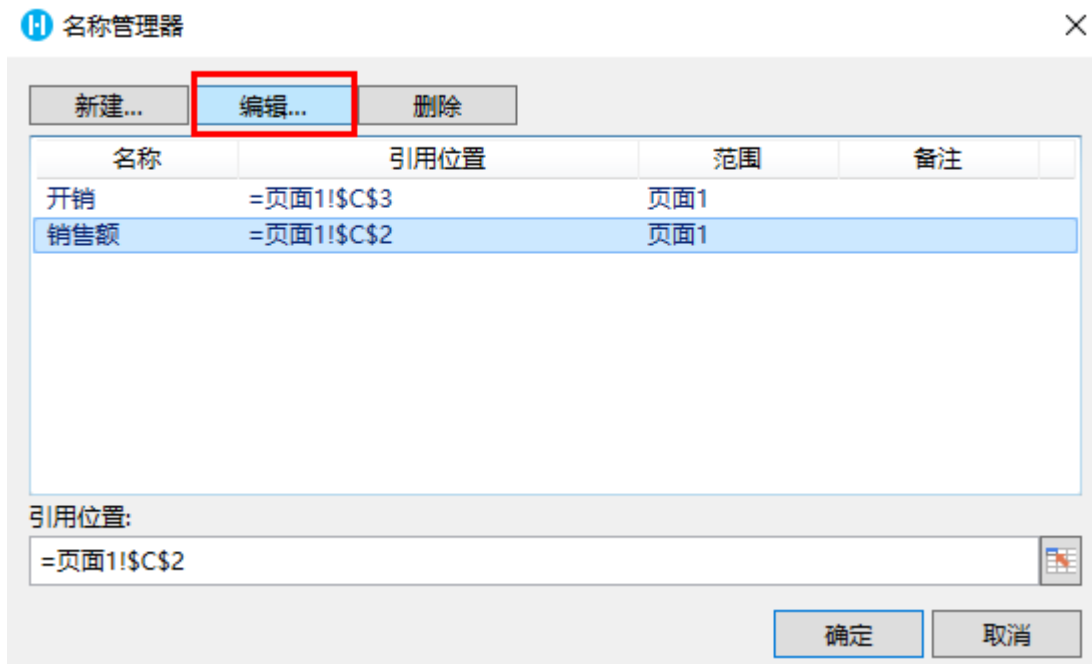 名称管理器
新建... 编辑... 删除
名称 引用位置 范围 备注
开销 =页面1!$C$3 页面1
销售额 =页面1!$C$2 页面1
引用位置:
=页面1!$C$2
确定 取消